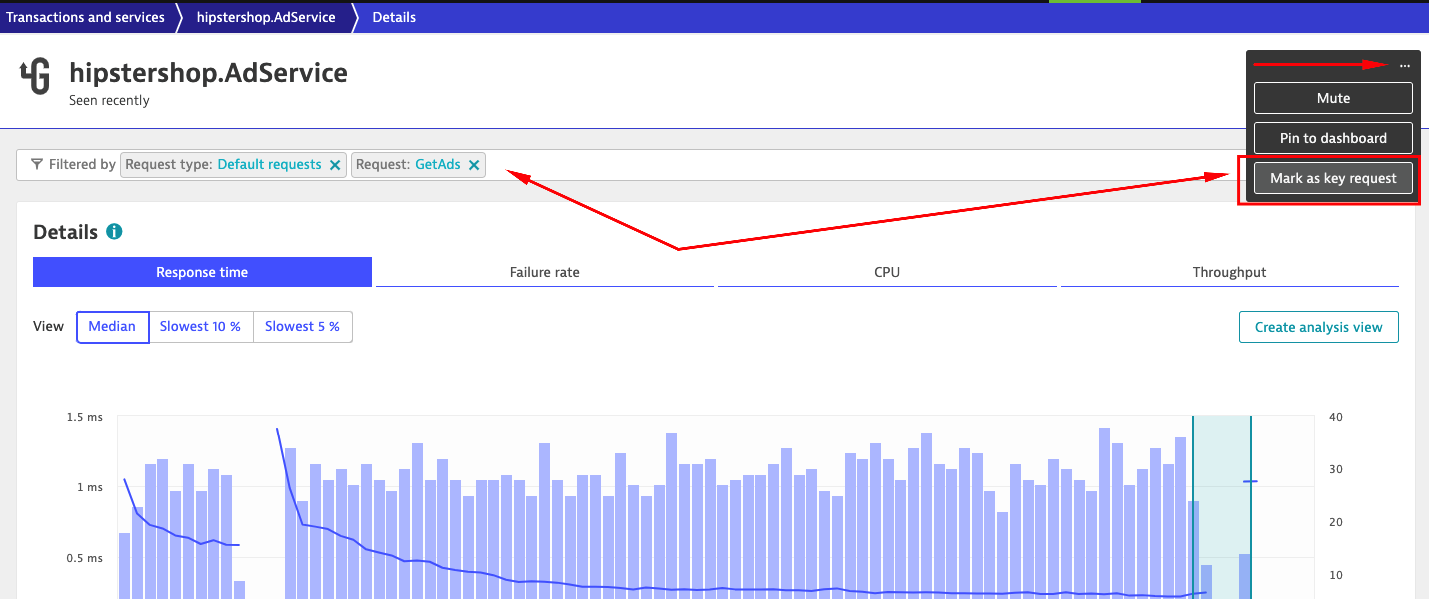 Transactions and services hipstershop.AdService Details
hipstershop.AdService
Seen recently
...
Mute
Pin to dashboard
Mark as key request
Filtered by Request type: Default requests Request: GetAds
Details
Response time Failure rate CPU Throughput
View Median Slowest 10 % Slowest 5 % Create analysis view
1.5 ms 40
1 ms 30
20
0.5 ms 10